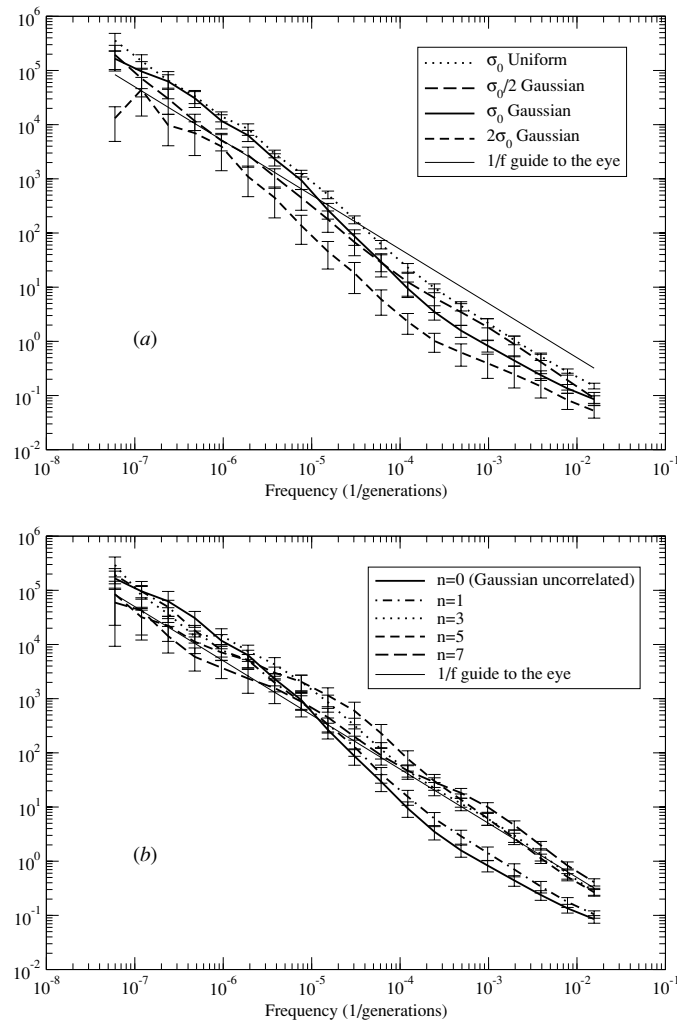 10^6
10^5
10^4
10^3
10^2
10^1
10^0
10^-1
10^-2
σ_0 Uniform
σ_0/2 Gaussian
σ_0 Gaussian
2σ_0 Gaussian
1/f guide to the eye
(a)
10^-8 10^-7 10^-6 10^-5 10^-4 10^-3 10^-2 10^-1
Frequency (1/generations)
10^6
10^5
10^4
10^3
10^2
10^1
10^0
10^-1
10^-2
n=0 (Gaussian uncorrelated)
n=1
n=3
n=5
n=7
1/f guide to the eye
(b)
10^-8 10^-7 10^-6 10^-5 10^-4 10^-3 10^-2 10^-1
Frequency (1/generations)